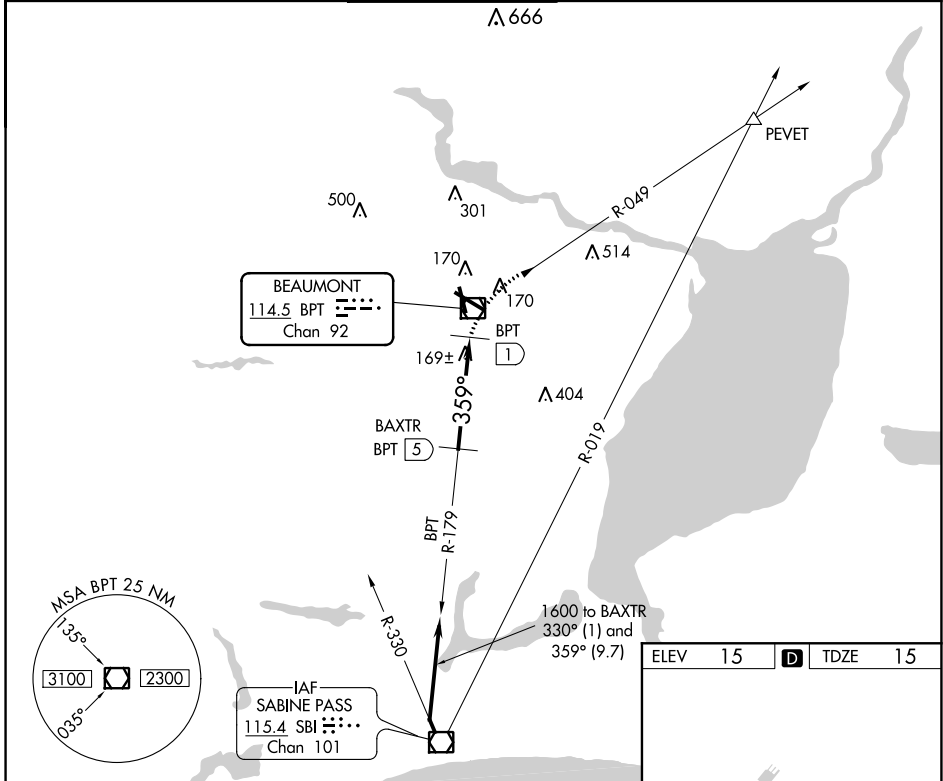 666
PEVET
R-049
500
301
514
170
170
BEAUMONT
114.5 BPT
Chan 92
BPT
1
169±
359°
404
BAXTR
BPT 5
R-019
BPT
R-179
MSA BPT 25 NM
135°
3100
2300
035°
R-330
1600 to BAXTR
330° (1) and
359° (9.7)
IAF
SABINE PASS
115.4 SBI
Chan 101
ELEV 15 D TDZE 15